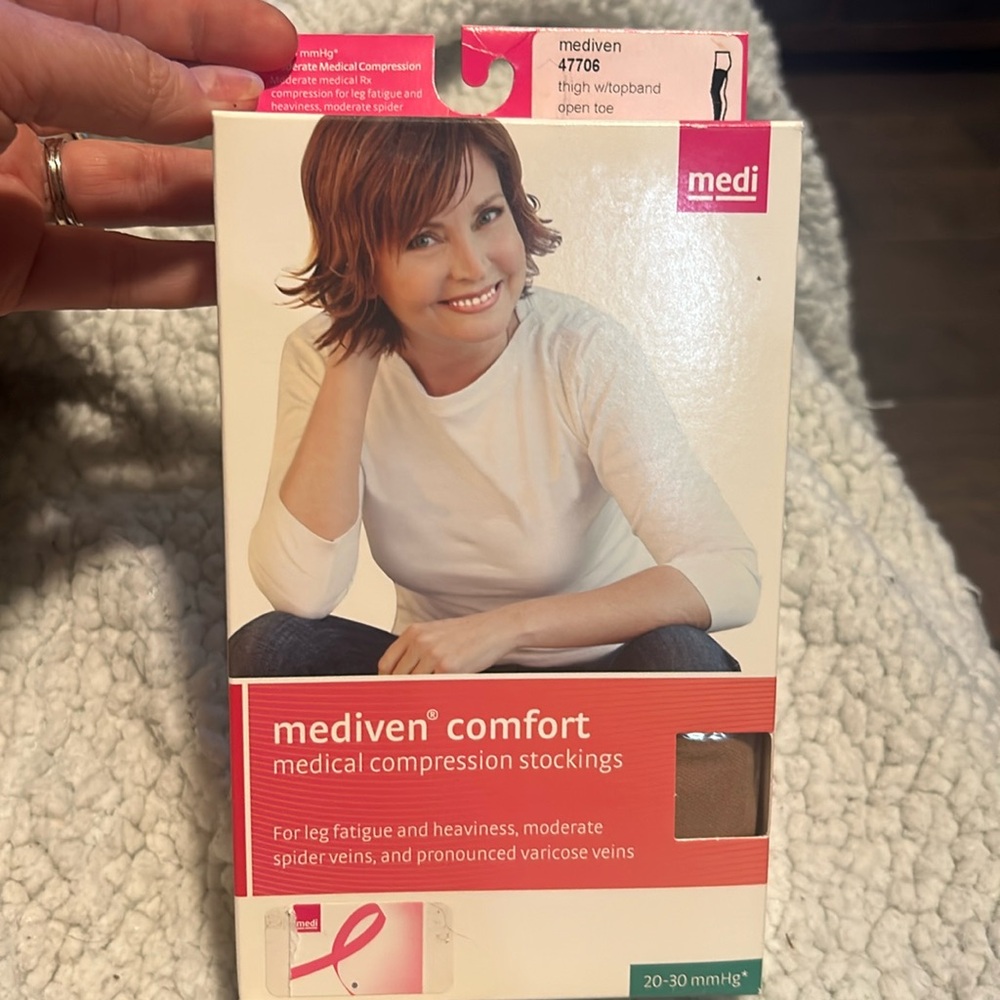 mmHg*
erate Medical Compression
Moderate medical Rx
compression for leg fatigue and
heaviness, moderate spider
mediven
47706
thigh w/topband
open toe
medi
mediven® comfort
medical compression stockings
For leg fatigue and heaviness, moderate
spider veins, and pronounced varicose veins
medi
20-30 mmHg*